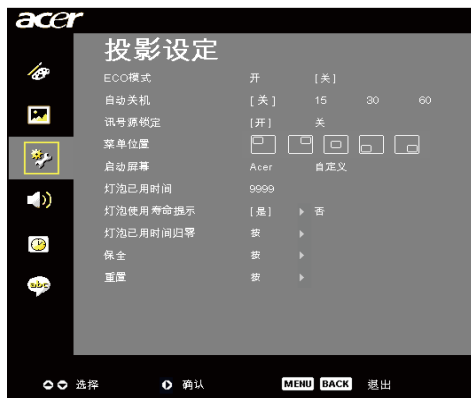 acer
投影设定
ECO模式 开 [关]
自动关机 [关] 15 30 60
讯号源锁定 [开] 关
菜单位置
启动屏幕 Acer 自定义
灯泡已用时间 9999
灯泡使用寿命提示 [是] 否
灯泡已用时间归零 按
保全 按
重置 按
abc
选择 确认 MENU BACK 退出